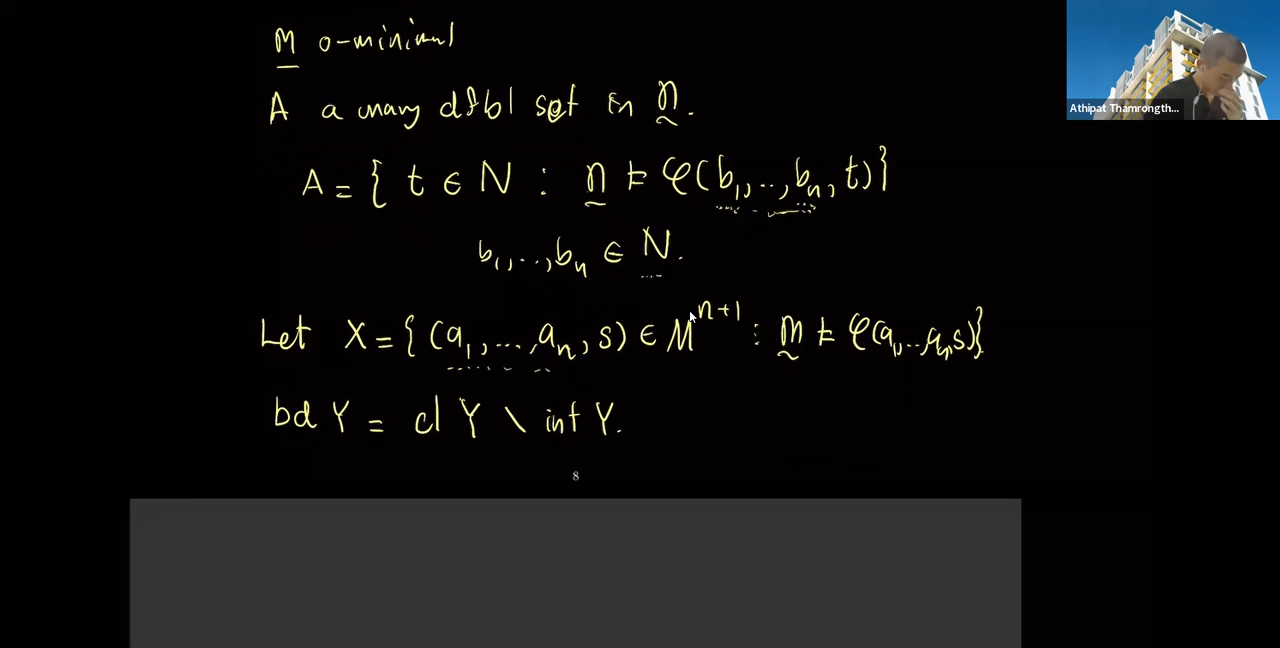 M o-minimal
A a unary dfbl set in 𝔫.
A = { t ∈ N : 𝔫 ⊨ φ(b₁,..,bₙ, t)}
b₁,..,bₙ ∈ N.
Let X = { (a₁,...,aₙ, s) ∈ M^{n+1} : 𝔪 ⊨ φ(a₁,..,aₙ,s)}
bd Y = cl Y \ int Y.
8
Athipat Thamrongth...